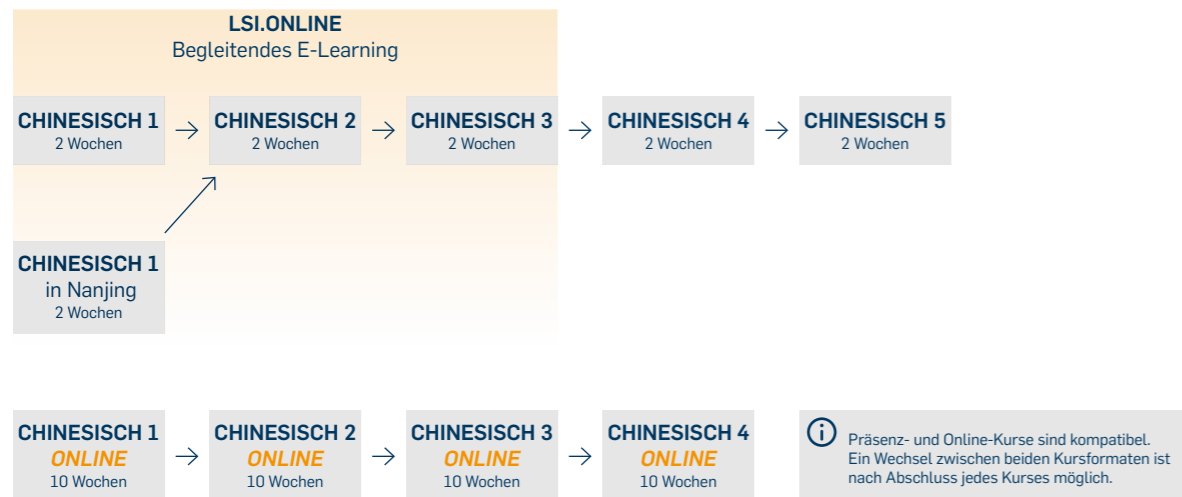 LSI.ONLINE
Begleitendes E-Learning
CHINESISCH 1
2 Wochen
CHINESISCH 2
2 Wochen
CHINESISCH 3
2 Wochen
CHINESISCH 4
2 Wochen
CHINESISCH 5
2 Wochen
CHINESISCH 1
in Nanjing
2 Wochen
CHINESISCH 1
ONLINE
10 Wochen
CHINESISCH 2
ONLINE
10 Wochen
CHINESISCH 3
ONLINE
10 Wochen
CHINESISCH 4
ONLINE
10 Wochen
Präsenz- und Online-Kurse sind kompatibel.
Ein Wechsel zwischen beiden Kursformaten ist
nach Abschluss jedes Kurses möglich.